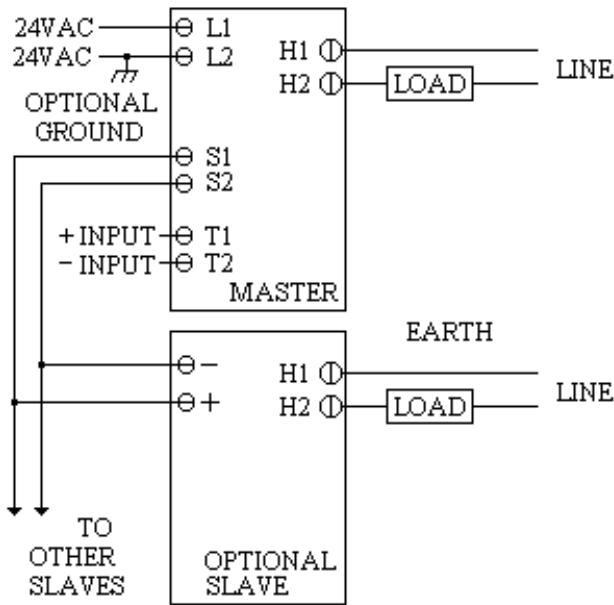 24VAC L1
24VAC L2
OPTIONAL
GROUND
H1
H2 LOAD
LINE
S1
S2
+ INPUT T1
- INPUT T2
MASTER
EARTH
-
+
H1
H2 LOAD
LINE
TO
OTHER
SLAVES
OPTIONAL
SLAVE